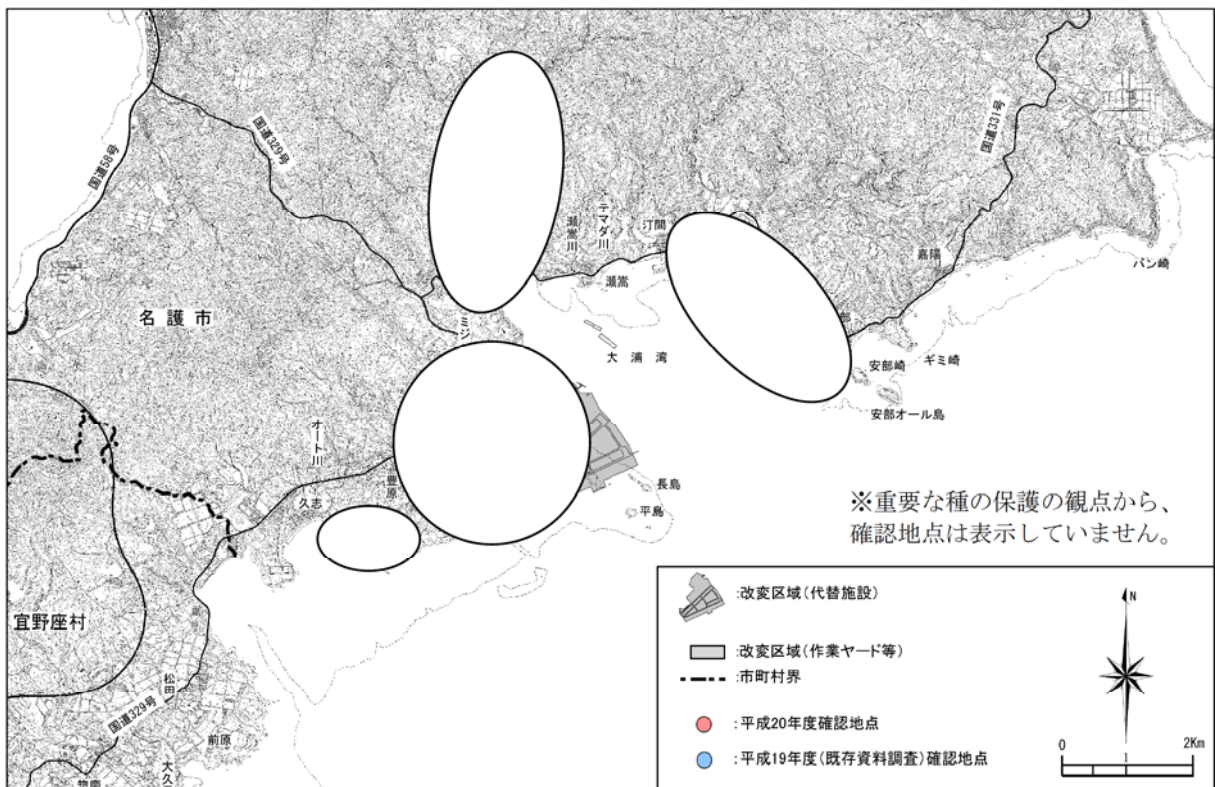 国道58号
国道329号
国道331号
瀬嵩川
テマダ川
汀間
嘉陽
バン崎
瀬嵩
ミジ
名護市
大浦湾
部
ギミ崎
安部崎
安部オール島
オート川
豊原
久志
長島
平島
※重要な種の保護の観点から、
確認地点は表示していません。
宜野座村
松田
国道329号
前原
:改変区域(代替施設)
:改変区域(作業ヤード等)
:市町村界
:平成20年度確認地点
:平成19年度(既存資料調査)確認地点
N
0 1 2Km